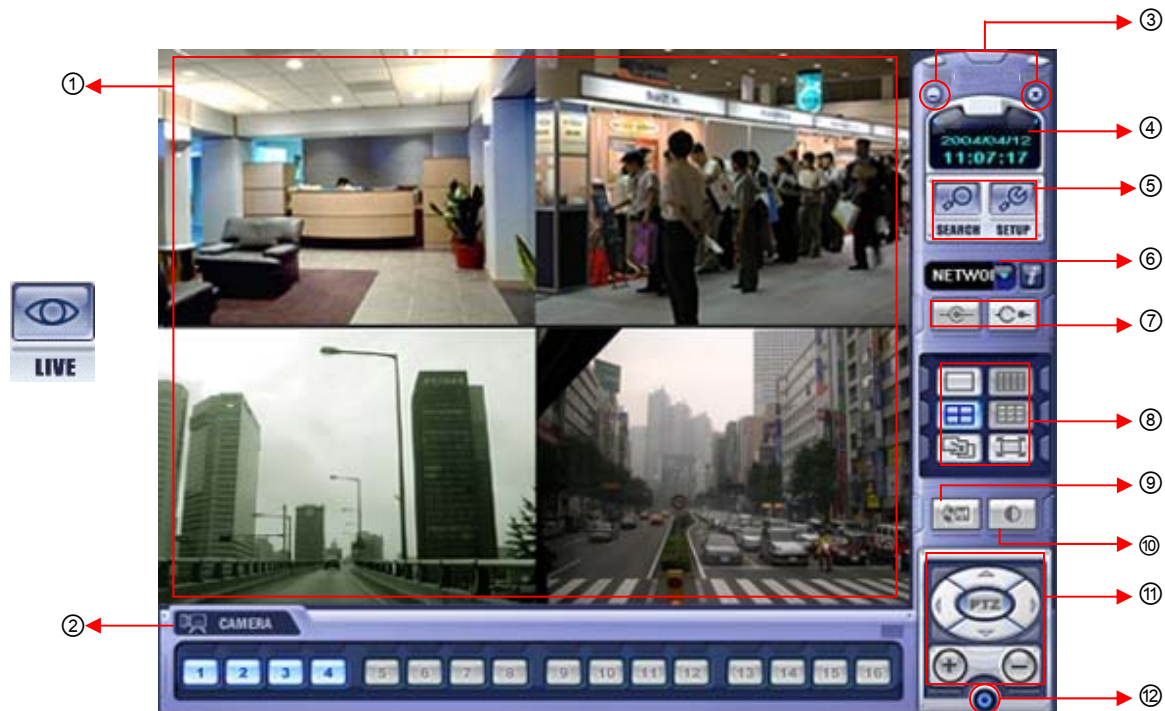 ③
①
④
2004/04/12
11:07:17
⑤
SEARCH SETUP
⑥
NETWOR
⑦
LIVE
⑧
⑨
⑩
PTZ
⑪
② CAMERA
1 2 3 4 5 6 7 8 9 10 11 12 13 14 15 16
+ −
⑫